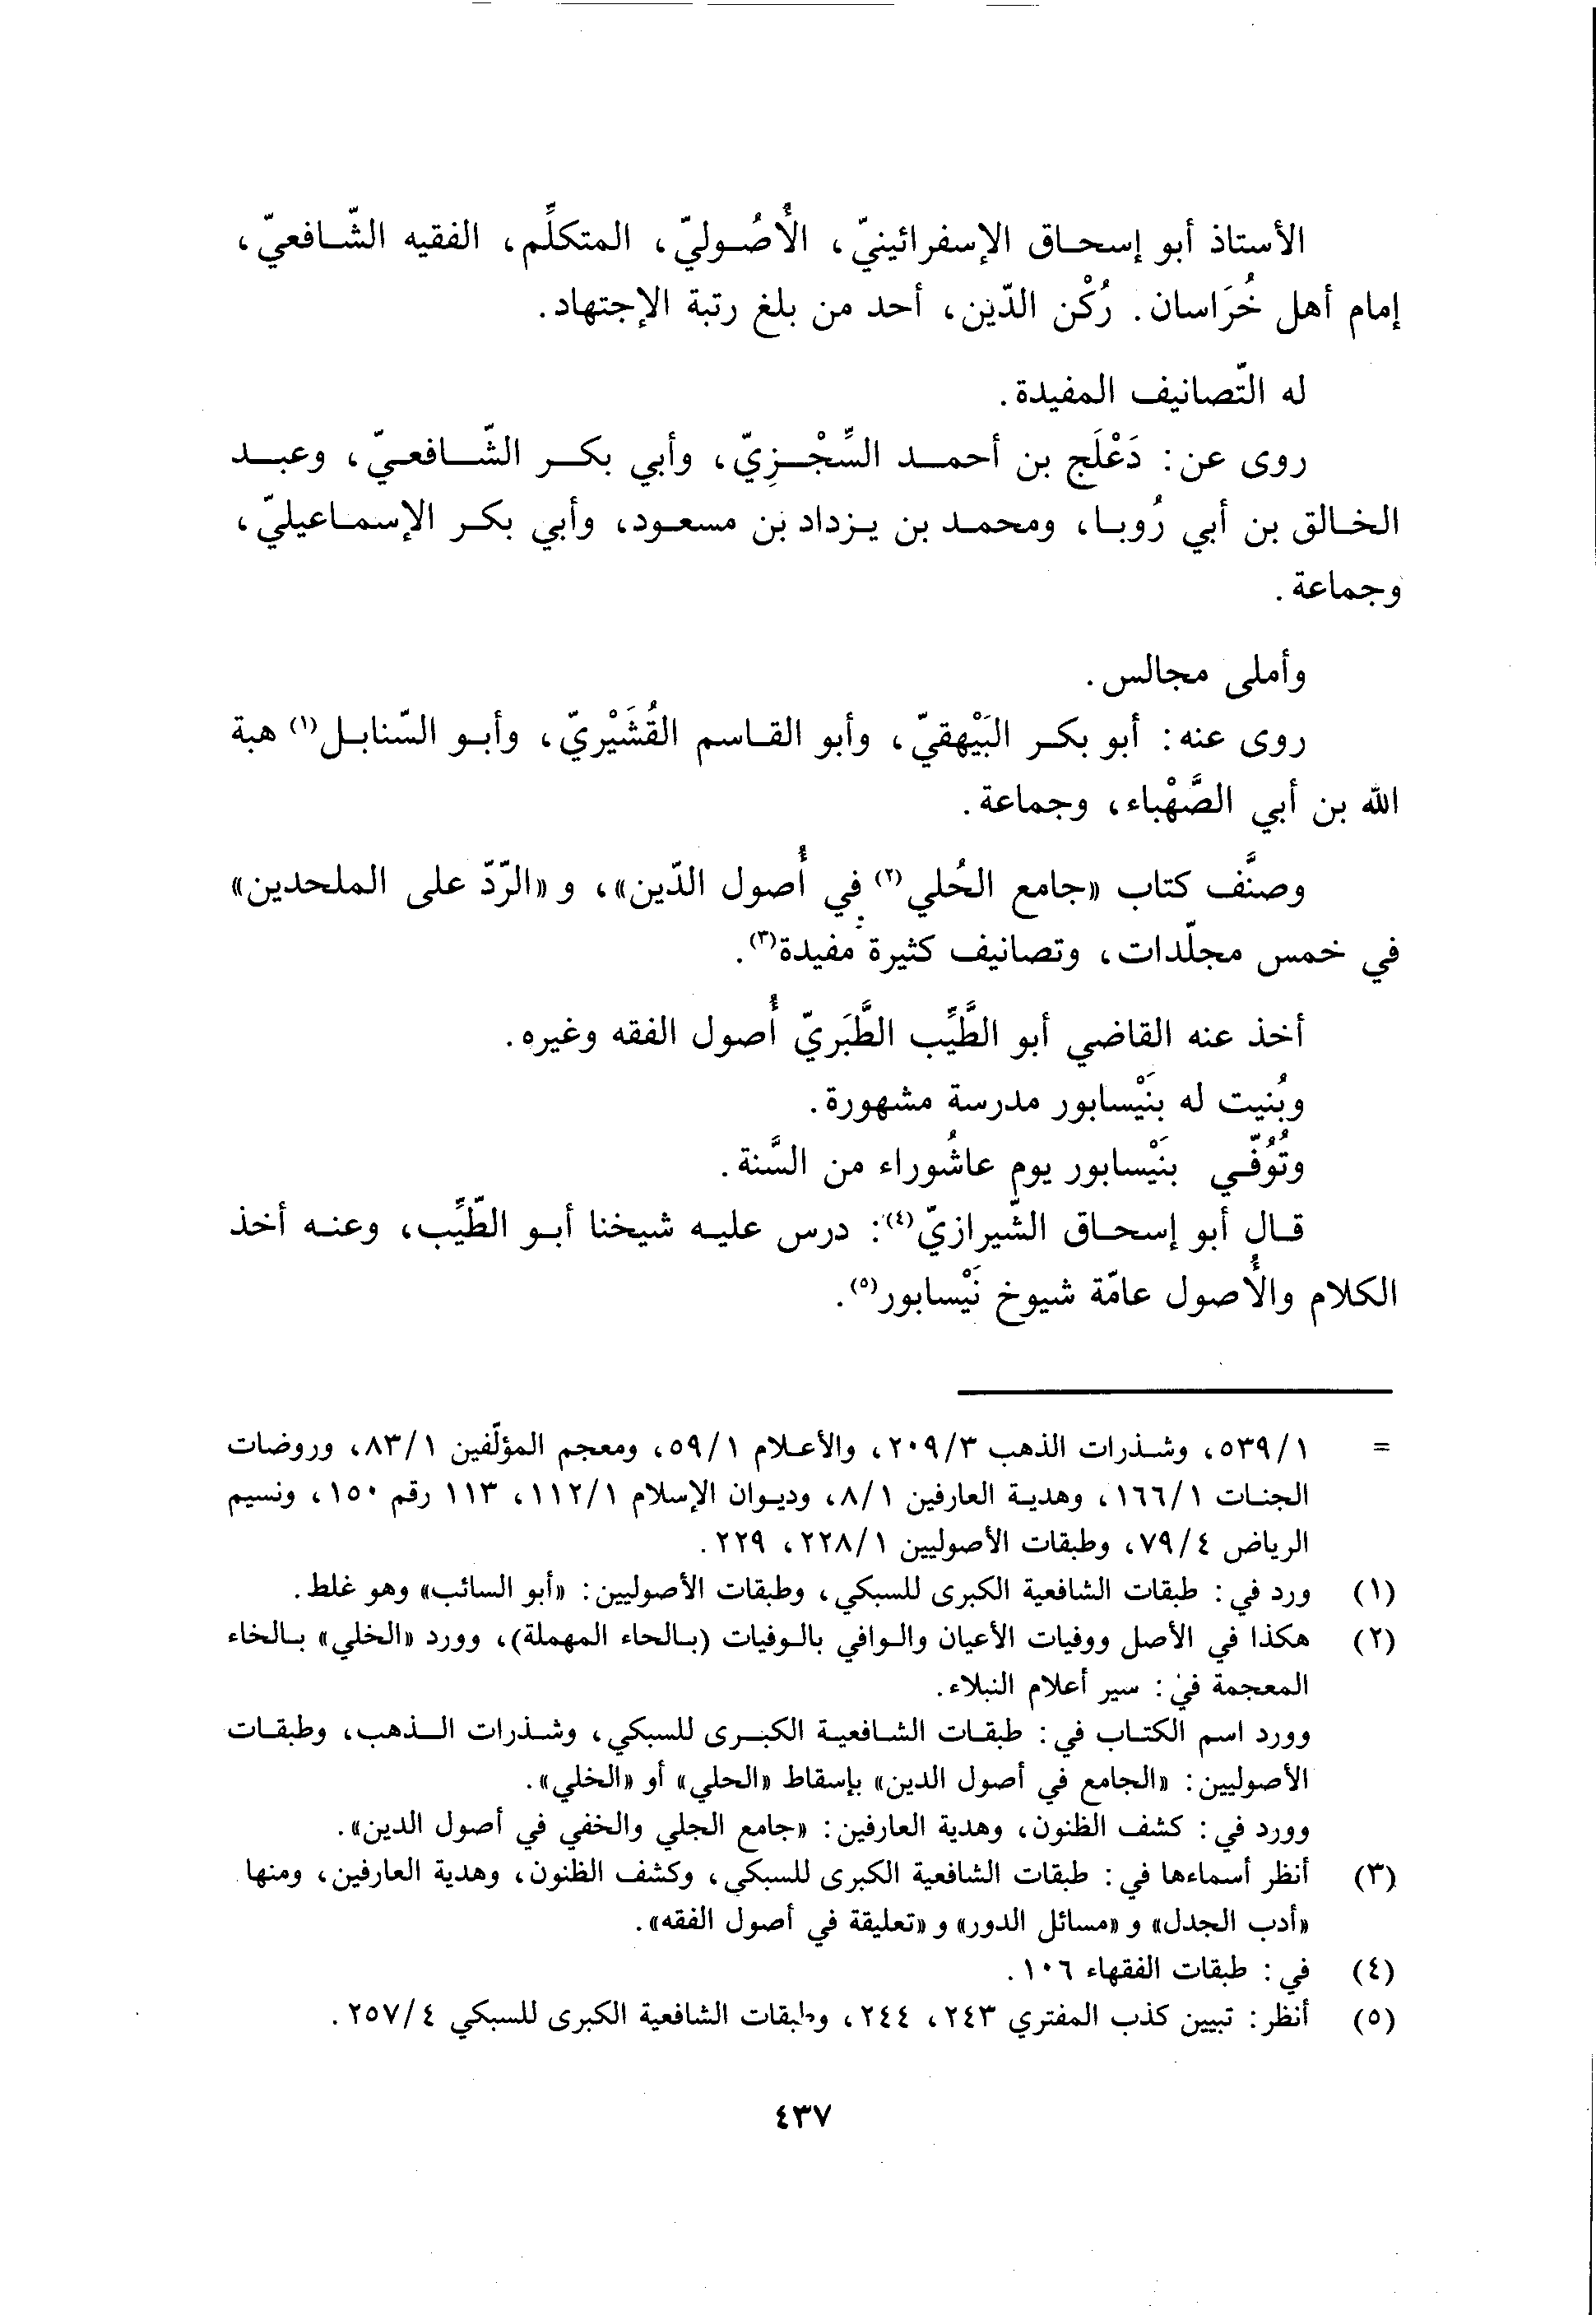 الأستاذ أبو إسحاق الإسفرائينيّ، الأُصُوليّ، المتكلِّم، الفقيه الشّافعيّ،
إمام أهل خُرَاسان. رُكْن الدّين، أحد من بلغ رتبة الإجتهاد.
له التّصانيف المفيدة.
روى عن: دَعْلَج بن أحمد السِّجْزِيّ، وأبي بكر الشّافعيّ، وعبد
الخالق بن أبي رُوبا، ومحمد بن يزداد بن مسعود، وأبي بكر الإسماعيليّ،
وجماعة.
وأملى مجالس.
روى عنه: أبو بكر البَيْهقيّ، وأبو القاسم القُشَيْريّ، وأبو السّنابل(١) هبة
الله بن أبي الصَّهْباء، وجماعة.
وصنَّف كتاب «جامع الحُلي(٢) في أُصول الدّين»، و «الرّدّ على الملحدين»
في خمس مجلّدات، وتصانيف كثيرة مفيدة(٣).
أخذ عنه القاضي أبو الطَّيِّب الطَّبَريّ أُصول الفقه وغيره.
وبُنيت له بنَيْسابور مدرسة مشهورة.
وتُوُفّي بنَيْسابور يوم عاشُوراء من السَّنة.
قال أبو إسحاق الشّيرازيّ(٤): درس عليه شيخنا أبو الطّيِّب، وعنه أخذ
الكلام والأُصول عامّة شيوخ نَيْسابور(٥).
= ٥٣٩/١، وشذرات الذهب ٢٠٩/٣، والأعلام ٥٩/١، ومعجم المؤلّفين ٨٣/١، وروضات
الجنات ١٦٦/١، وهدية العارفين ٨/١، وديوان الإسلام ١١٢/١، ١١٣ رقم ١٥٠، ونسيم
الرياض ٧٩/٤، وطبقات الأصوليين ٢٢٨/١، ٢٢٩.
(١) ورد في: طبقات الشافعية الكبرى للسبكي، وطبقات الأصوليين: «أبو السائب» وهو غلط.
(٢) هكذا في الأصل ووفيات الأعيان والوافي بالوفيات (بالحاء المهملة)، وورد «الخلي» بالخاء
المعجمة في: سير أعلام النبلاء.
وورد اسم الكتاب في: طبقات الشافعية الكبرى للسبكي، وشذرات الذهب، وطبقات
الأصوليين: «الجامع في أصول الدين» بإسقاط «الحلي» أو «الخلي».
وورد في: كشف الظنون، وهدية العارفين: «جامع الجلي والخفي في أصول الدين».
(٣) أنظر أسماءها في: طبقات الشافعية الكبرى للسبكي، وكشف الظنون، وهدية العارفين، ومنها
«أدب الجدل» و «مسائل الدور» و «تعليقة في أصول الفقه».
(٤) في: طبقات الفقهاء ١٠٦.
(٥) أنظر: تبيين كذب المفتري ٢٤٣، ٢٤٤، وطبقات الشافعية الكبرى للسبكي ٢٥٧/٤.
٤٣٧